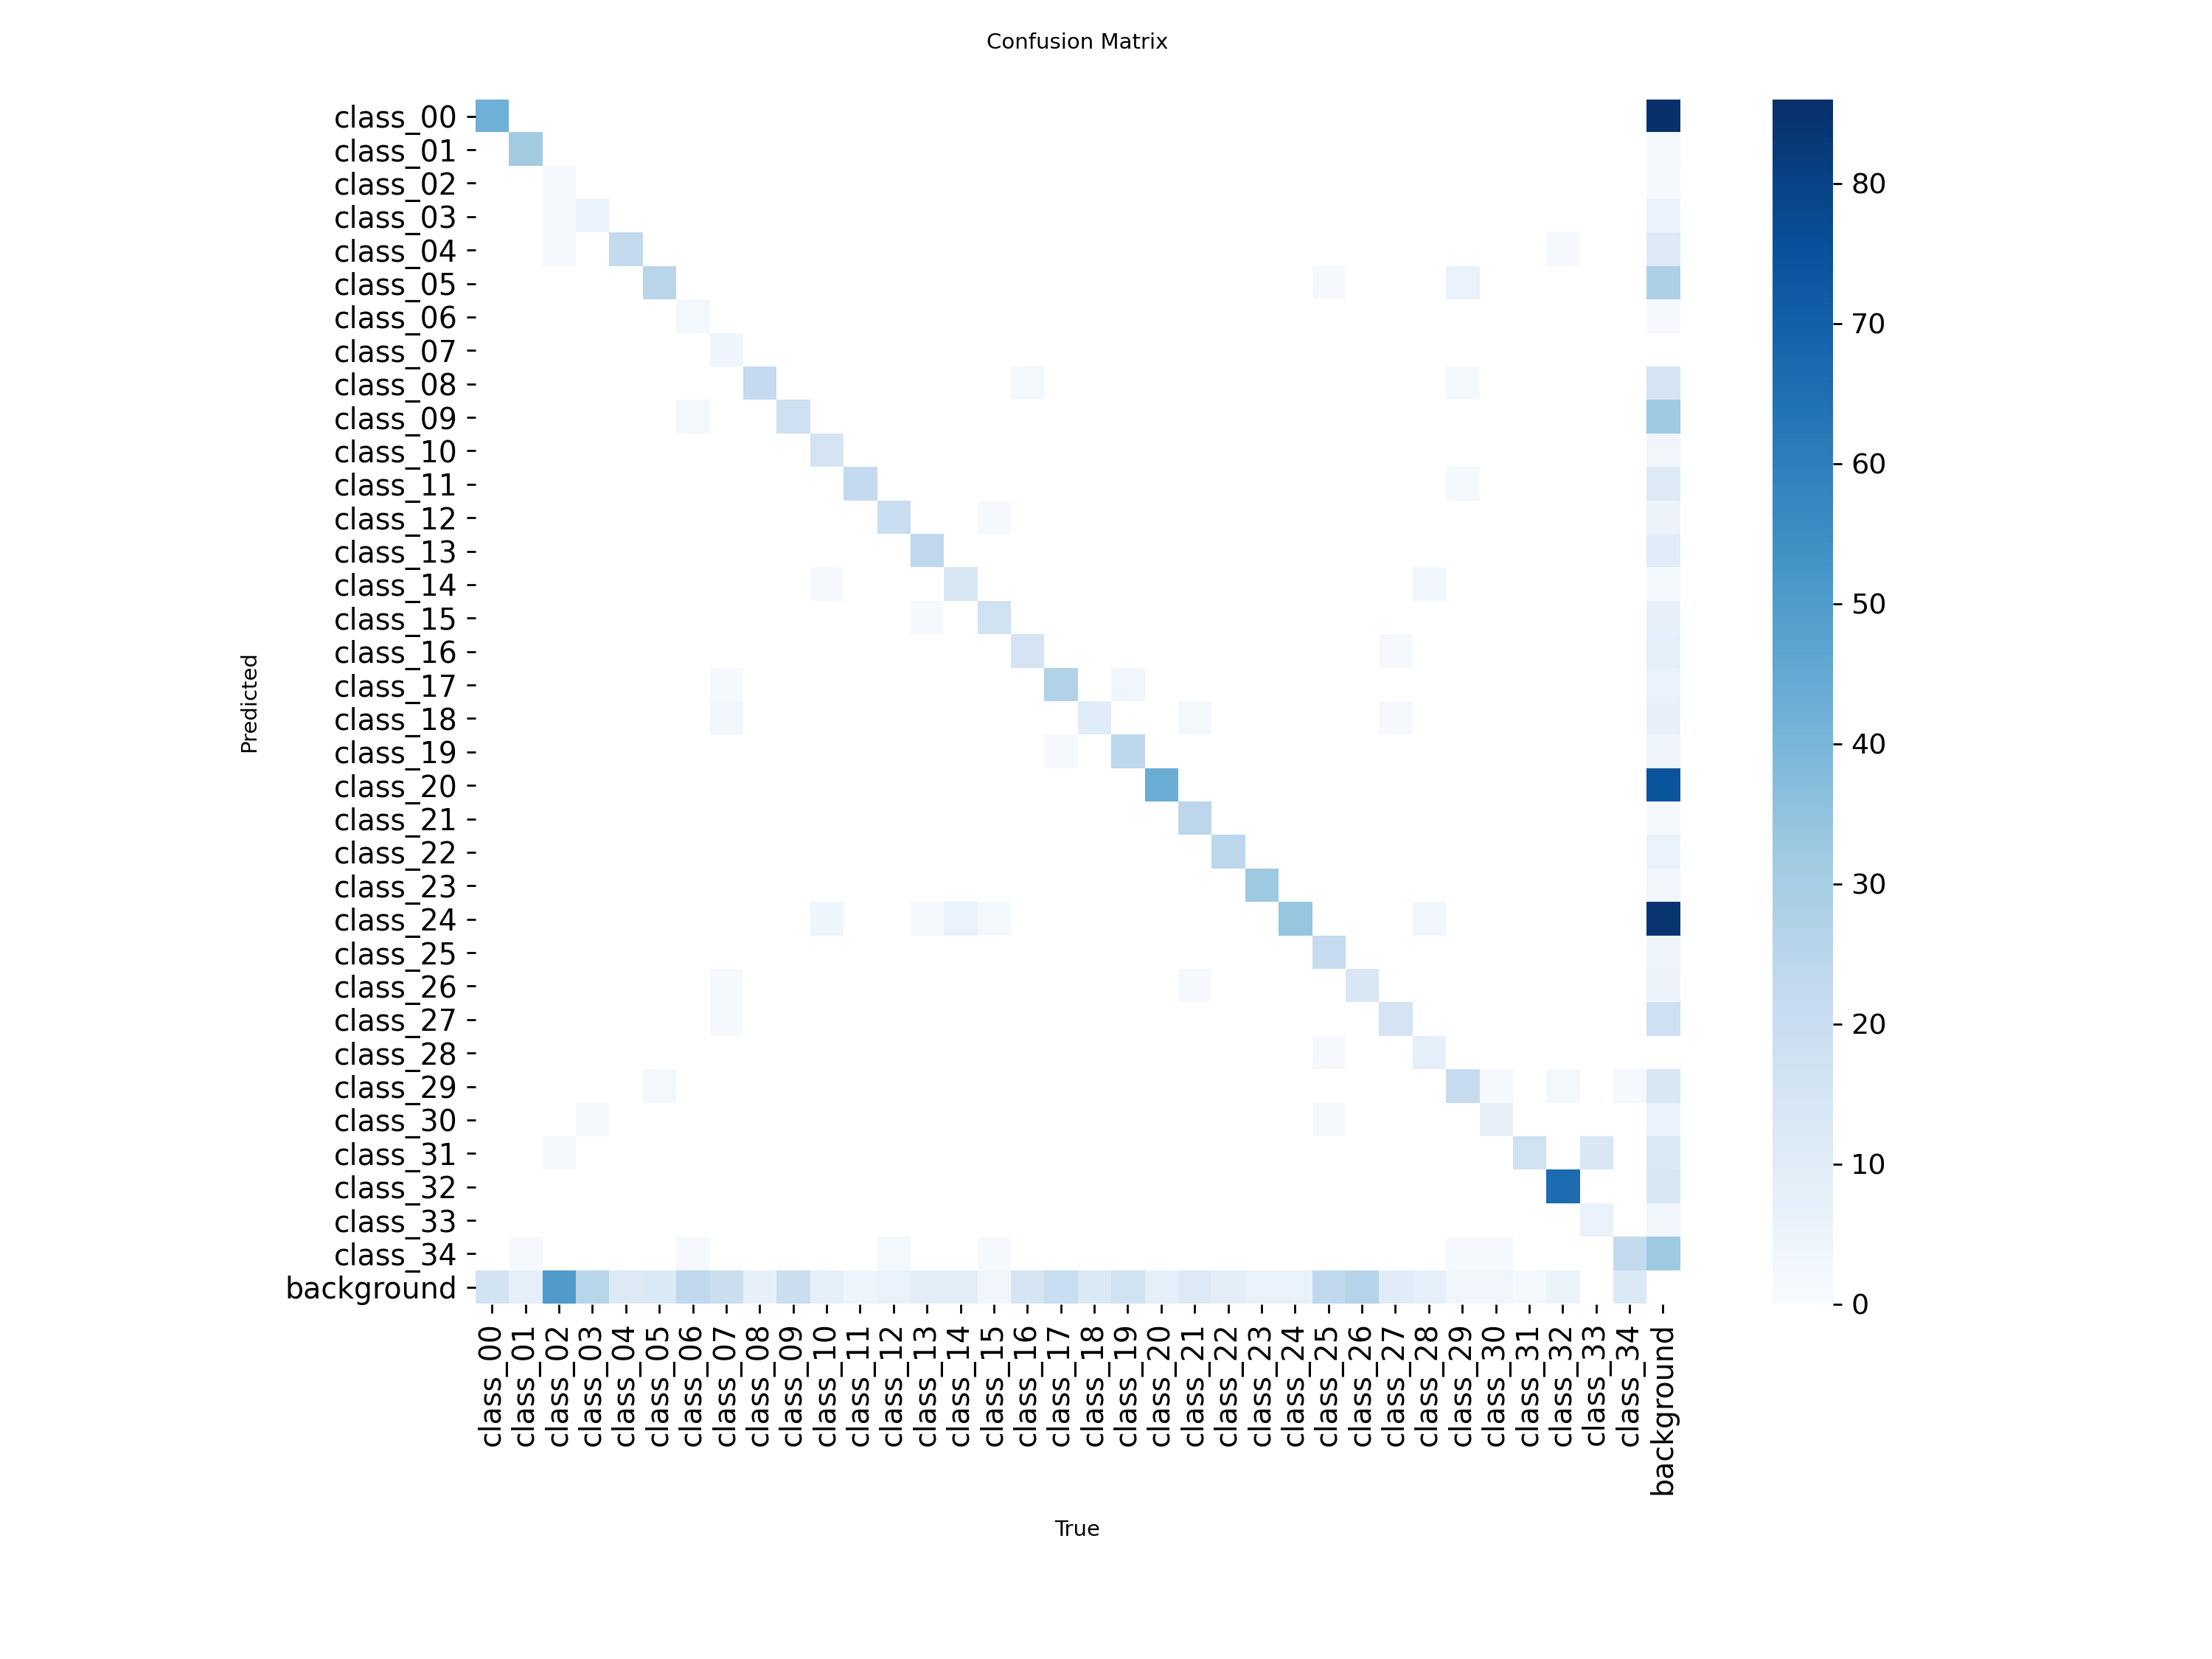 Confusion Matrix
class_00
class_01
class_02
class_03
class_04
class_05
class_06
class_07
class_08
class_09
class_10
class_11
class_12
class_13
class_14
class_15
class_16
class_17
class_18
class_19
class_20
class_21
class_22
class_23
class_24
class_25
class_26
class_27
class_28
class_29
class_30
class_31
class_32
class_33
class_34
background
Predicted
class_00
class_01
class_02
class_03
class_04
class_05
class_06
class_07
class_08
class_09
class_10
class_11
class_12
class_13
class_14
class_15
class_16
class_17
class_18
class_19
class_20
class_21
class_22
class_23
class_24
class_25
class_26
class_27
class_28
class_29
class_30
class_31
class_32
class_33
class_34
background
True
80
70
60
50
40
30
20
10
0